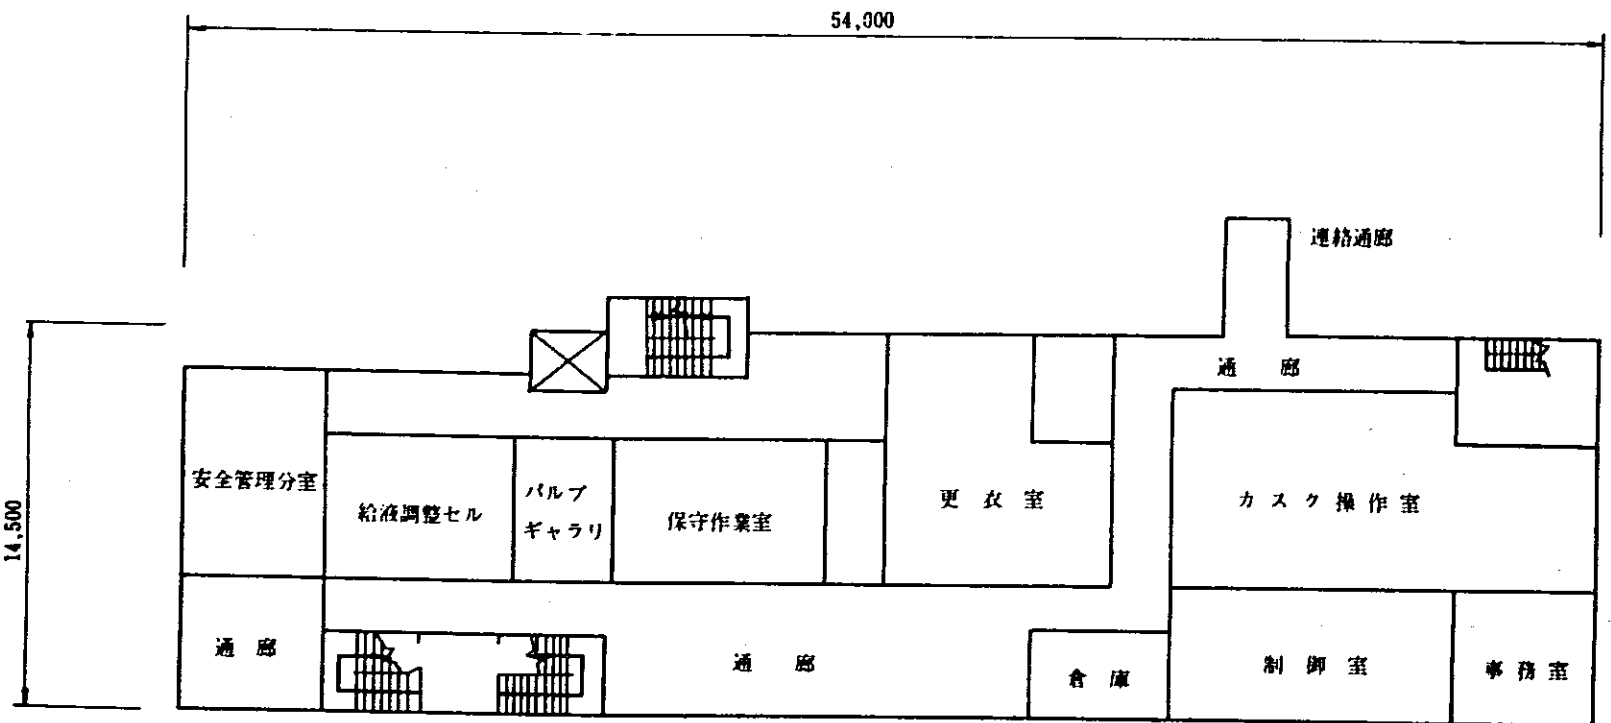 54,000
連絡通廊
通 廊
安全管理分室
給液調整セル
バルブ
ギャラリ
保守作業室
更 衣 室
カ ス ク 操 作 室
14,500
通 廊
通 廊
倉 庫
制 御 室
事 務 室